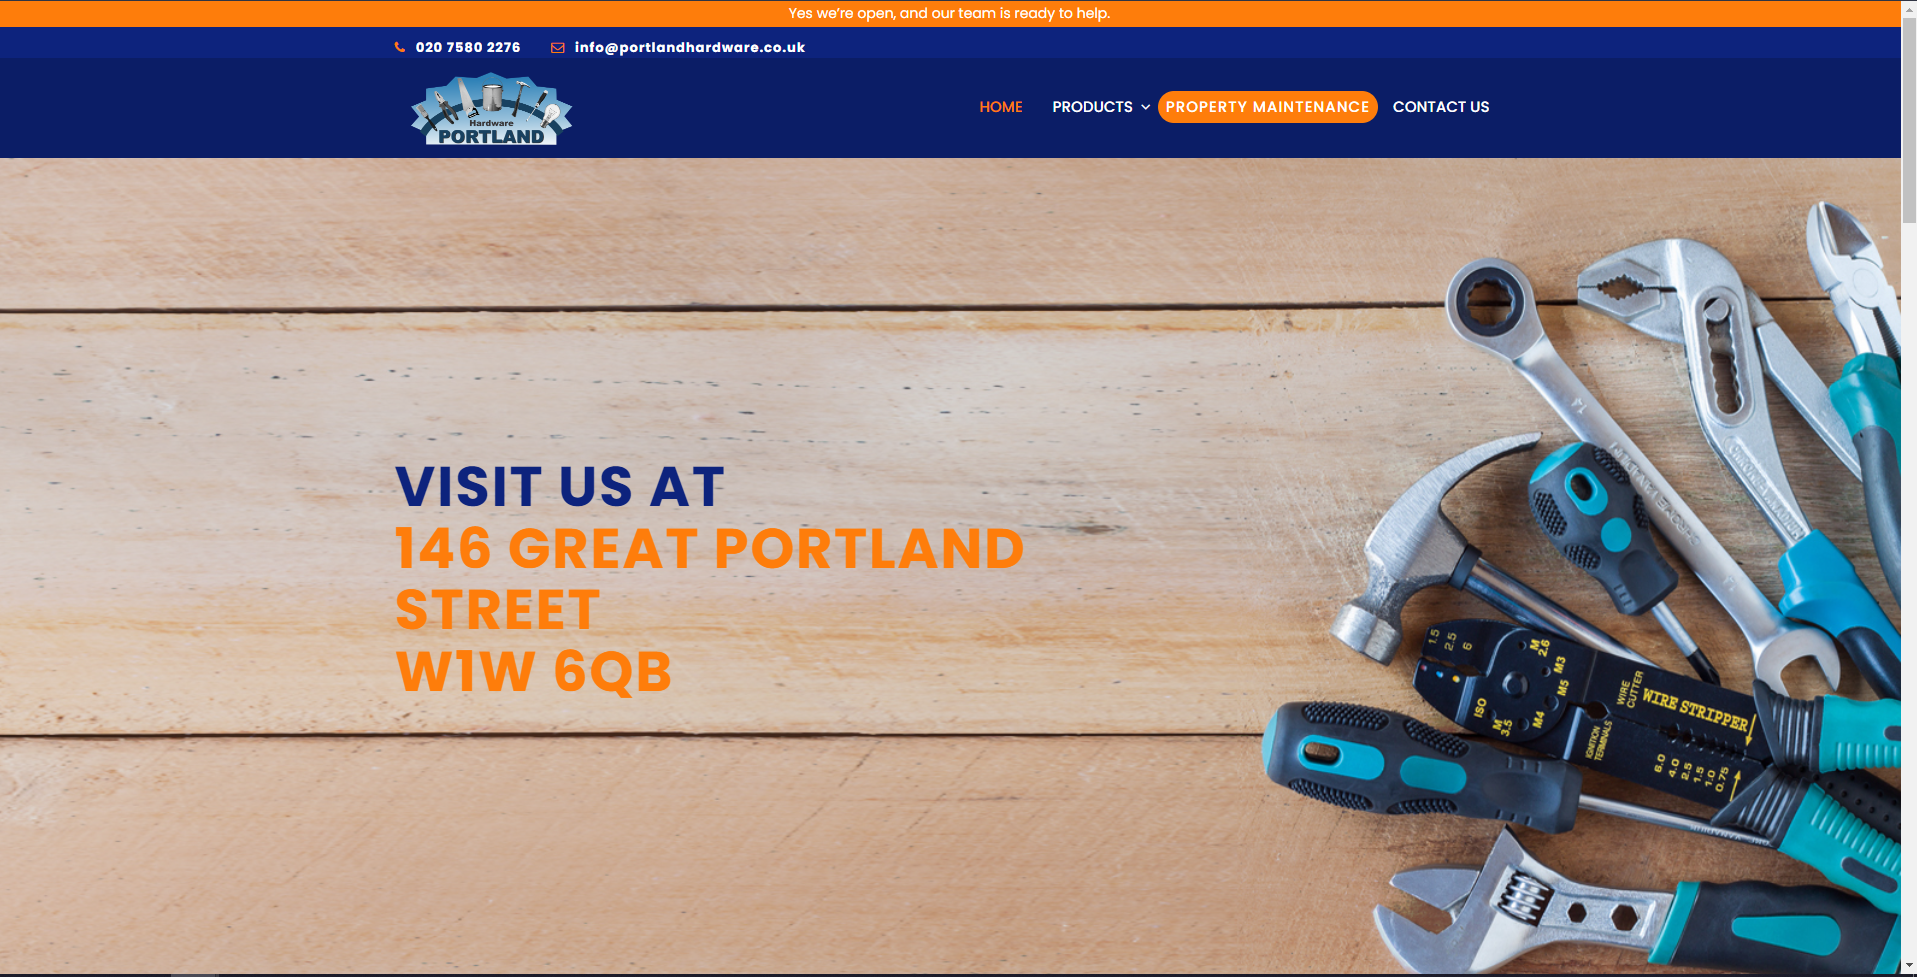 Yes we're open, and our team is ready to help.
020 7580 2276
info@portlandhardware.co.uk
Hardware
PORTLAND
HOME
PRODUCTS
PROPERTY MAINTENANCE
CONTACT US
VISIT US AT
146 GREAT PORTLAND
STREET
W1W 6QB
14
14
1.5
2.5
6
M
2.6
M3
M5
M4
M
3.5
ISO
WIRE
CUTTER
WIRE STRIPPER
IGNITION
TERMINALS
6.0
4.0
2.5
1.5
1.0
0.75